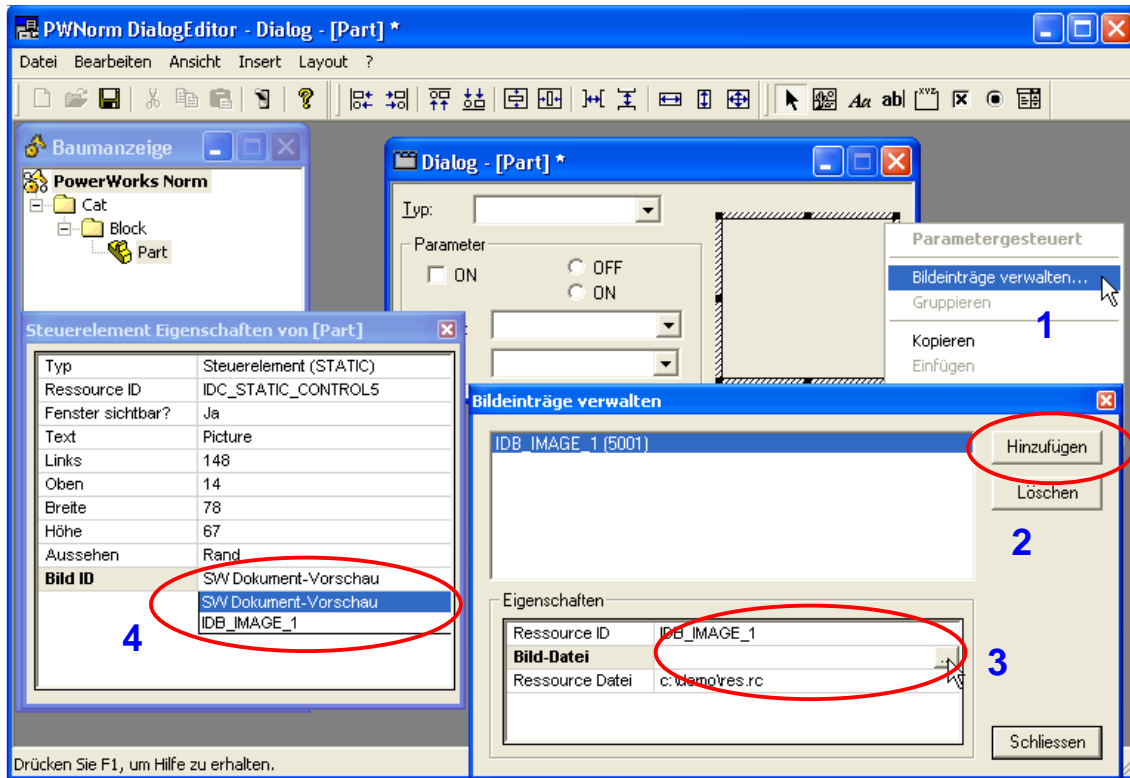 PWNorm DialogEditor - Dialog - [Part] *
Datei Bearbeiten Ansicht Insert Layout ?
Aa ab| XYZ
Baumanzeige
PowerWorks Norm
Cat
Block
Part
Dialog - [Part] *
Typ:
Parameter
ON
OFF
ON
Parametergesteuert
Bildeinträge verwalten...
Gruppieren
1
Kopieren
Einfügen
Steuerelement Eigenschaften von [Part]
Typ Steuerelement (STATIC)
Ressource ID IDC_STATIC_CONTROL5
Fenster sichtbar? Ja
Text Picture
Links 148
Oben 14
Breite 78
Höhe 67
Aussehen Rand
Bild ID SW Dokument-Vorschau
SW Dokument-Vorschau
IDB_IMAGE_1
4
Bildeinträge verwalten
IDB_IMAGE_1 (5001)
Hinzufügen
Löschen
2
Eigenschaften
Ressource ID IDB_IMAGE_1
Bild-Datei ...
Ressource Datei c:\demo\res.rc
3
Schliessen
Drücken Sie F1, um Hilfe zu erhalten.